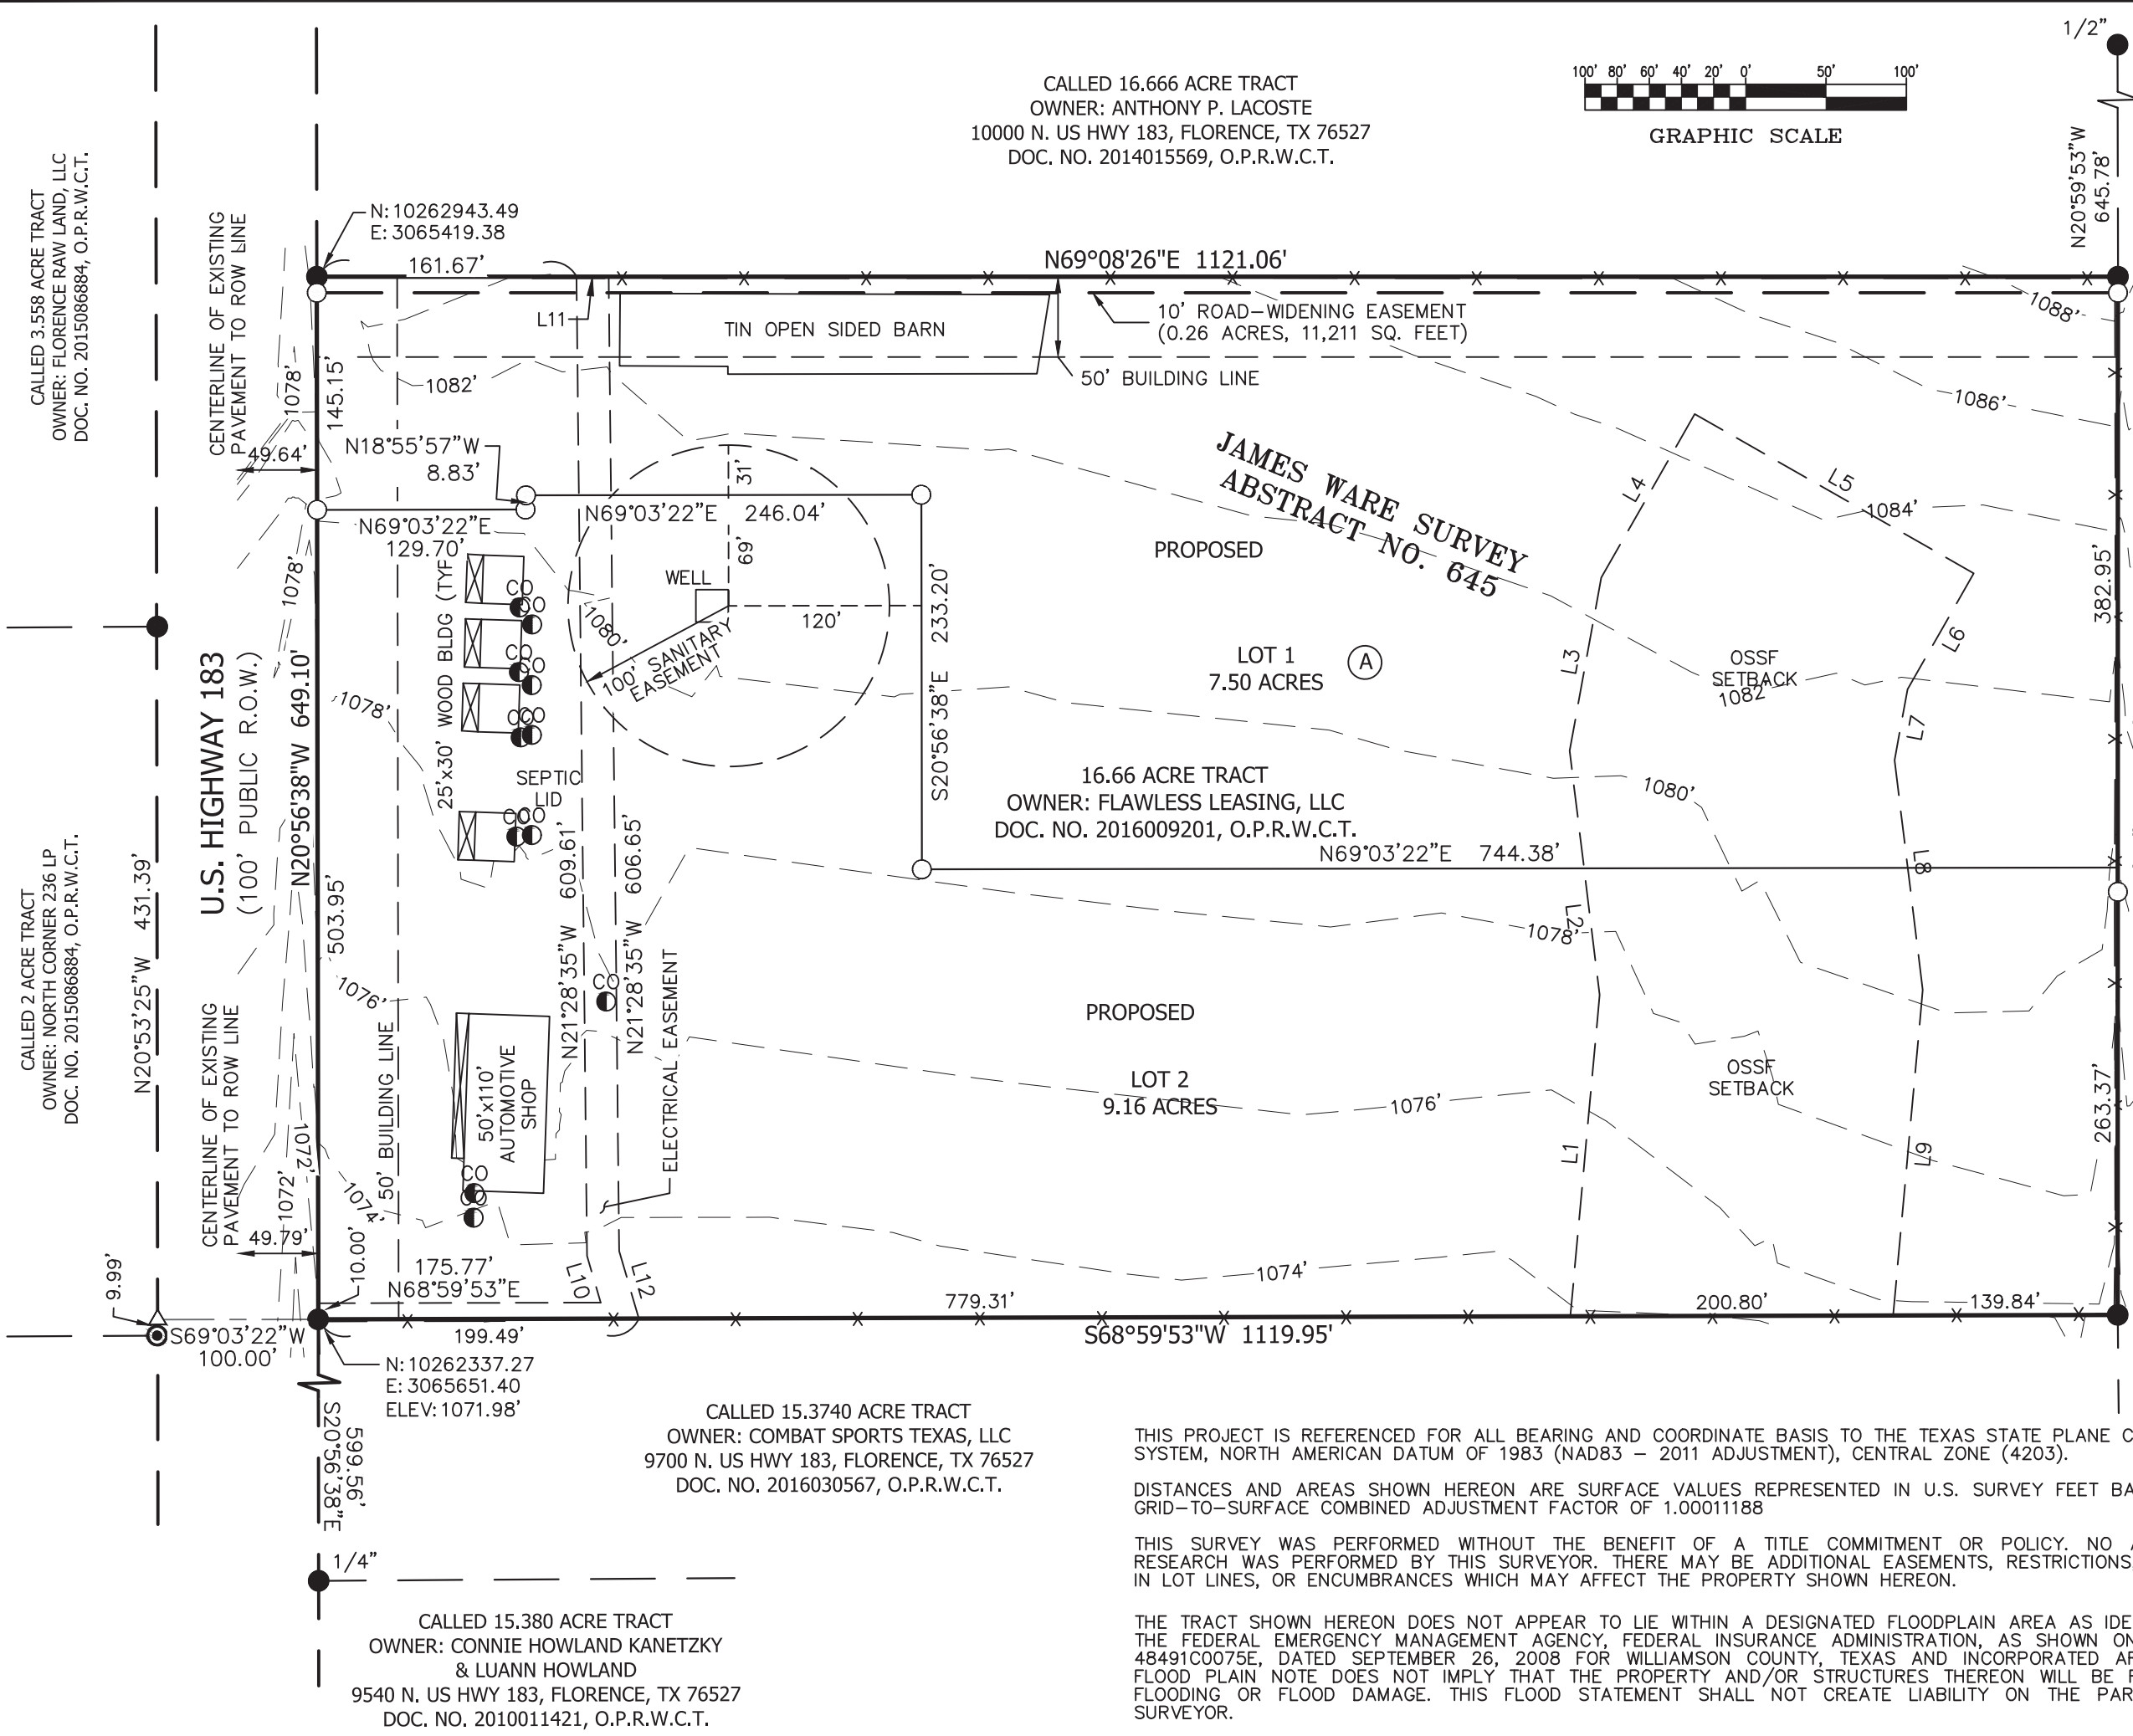 1/2"
CALLED 16.666 ACRE TRACT
OWNER: ANTHONY P. LACOSTE
10000 N. US HWY 183, FLORENCE, TX 76527
DOC. NO. 2014015569, O.P.R.W.C.T.
100' 80' 60' 40' 20' 0' 50' 100'
GRAPHIC SCALE
N20°59'53"W
645.78'
CALLED 3.558 ACRE TRACT
OWNER: FLORENCE RAW LAND, LLC
DOC. NO. 2015086884, O.P.R.W.C.T.
CENTERLINE OF EXISTING
PAVEMENT TO ROW LINE
49.64'
N: 10262943.49
E: 3065419.38
161.67'
N69°08'26"E 1121.06'
L11
TIN OPEN SIDED BARN
10' ROAD-WIDENING EASEMENT
(0.26 ACRES, 11,211 SQ. FEET)
50' BUILDING LINE
1088'
1086'
1084'
1082'
1078'
145.15'
N18°55'57"W
8.83'
N69°03'22"E
129.70'
N69°03'22"E 246.04'
31'
69'
120'
WELL
100' SANITARY
EASEMENT
1080'
JAMES WARE SURVEY
ABSTRACT NO. 645
PROPOSED
LOT 1
7.50 ACRES
A
L4
L5
L3
L6
L7
OSSF
SETBACK
1082'
382.95'
S20°56'38"E 233.20'
25'x30' WOOD BLDG (TYP
CO
CO
CO
CO
CO
CO
CO
CO
SEPTIC
LID
1078'
1078'
U.S. HIGHWAY 183
(100' PUBLIC R.O.W.)
N20°56'38"W 649.10'
16.66 ACRE TRACT
OWNER: FLAWLESS LEASING, LLC
DOC. NO. 2016009201, O.P.R.W.C.T.
1080'
N69°03'22"E 744.38'
L8
L2
1078'
CALLED 2 ACRE TRACT
OWNER: NORTH CORNER 236 LP
DOC. NO. 2015086884, O.P.R.W.C.T.
N20°53'25"W 431.39'
503.95'
1076'
50' BUILDING LINE
N21°28'35"W 609.61'
N21°28'35"W 606.65'
CO
ELECTRICAL EASEMENT
50'x110'
AUTOMOTIVE
SHOP
CO
CO
PROPOSED
LOT 2
9.16 ACRES
1076'
OSSF
SETBACK
L1
L9
263.37'
CENTERLINE OF EXISTING
PAVEMENT TO ROW LINE
49.79'
1072'
1072'
1074'
10.00'
175.77'
N68°59'53"E
L10
L12
1074'
9.99'
S69°03'22"W
100.00'
199.49'
779.31'
200.80'
139.84'
S68°59'53"W 1119.95'
N: 10262337.27
E: 3065651.40
ELEV: 1071.98'
599.56'
S20°56'38"E
1/4"
CALLED 15.3740 ACRE TRACT
OWNER: COMBAT SPORTS TEXAS, LLC
9700 N. US HWY 183, FLORENCE, TX 76527
DOC. NO. 2016030567, O.P.R.W.C.T.
CALLED 15.380 ACRE TRACT
OWNER: CONNIE HOWLAND KANETZKY
& LUANN HOWLAND
9540 N. US HWY 183, FLORENCE, TX 76527
DOC. NO. 2010011421, O.P.R.W.C.T.
THIS PROJECT IS REFERENCED FOR ALL BEARING AND COORDINATE BASIS TO THE TEXAS STATE PLANE C
SYSTEM, NORTH AMERICAN DATUM OF 1983 (NAD83 – 2011 ADJUSTMENT), CENTRAL ZONE (4203).
DISTANCES AND AREAS SHOWN HEREON ARE SURFACE VALUES REPRESENTED IN U.S. SURVEY FEET BA
GRID-TO-SURFACE COMBINED ADJUSTMENT FACTOR OF 1.00011188
THIS SURVEY WAS PERFORMED WITHOUT THE BENEFIT OF A TITLE COMMITMENT OR POLICY. NO A
RESEARCH WAS PERFORMED BY THIS SURVEYOR. THERE MAY BE ADDITIONAL EASEMENTS, RESTRICTIONS,
IN LOT LINES, OR ENCUMBRANCES WHICH MAY AFFECT THE PROPERTY SHOWN HEREON.
THE TRACT SHOWN HEREON DOES NOT APPEAR TO LIE WITHIN A DESIGNATED FLOODPLAIN AREA AS IDE
THE FEDERAL EMERGENCY MANAGEMENT AGENCY, FEDERAL INSURANCE ADMINISTRATION, AS SHOWN ON
48491C0075E, DATED SEPTEMBER 26, 2008 FOR WILLIAMSON COUNTY, TEXAS AND INCORPORATED AR
FLOOD PLAIN NOTE DOES NOT IMPLY THAT THE PROPERTY AND/OR STRUCTURES THEREON WILL BE F
FLOODING OR FLOOD DAMAGE. THIS FLOOD STATEMENT SHALL NOT CREATE LIABILITY ON THE PAR
SURVEYOR.